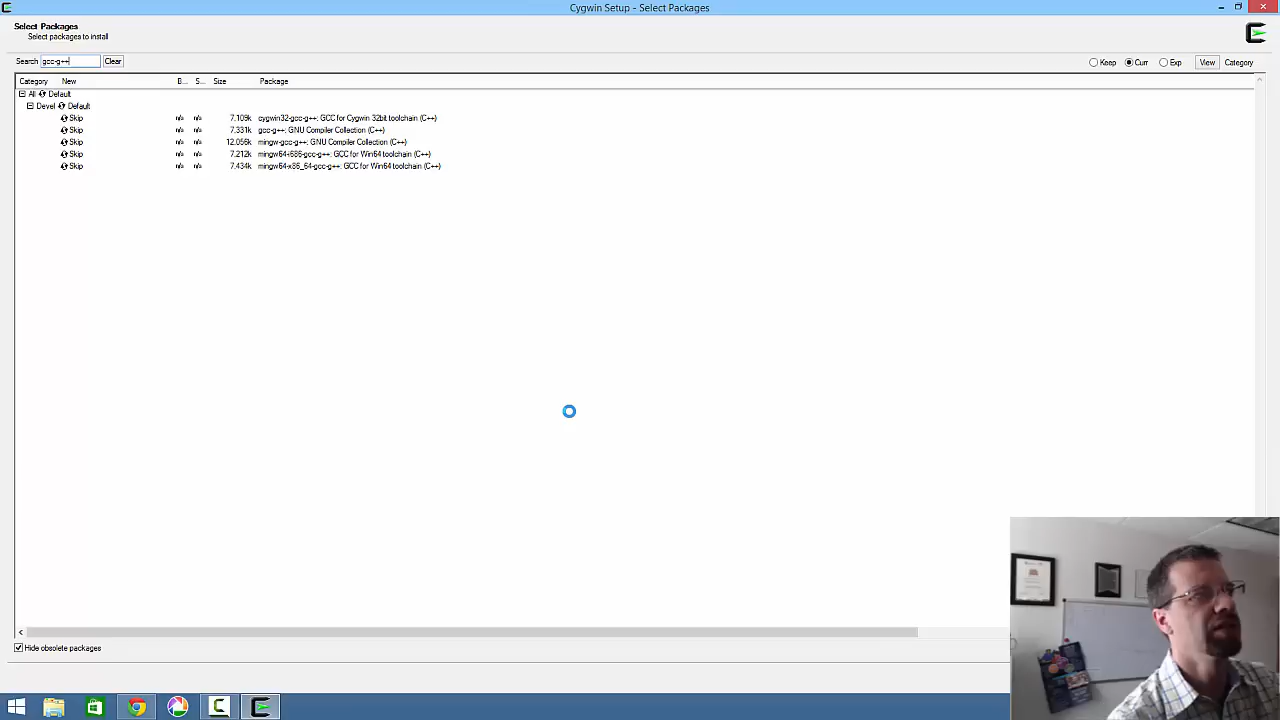 Cygwin Setup - Select Packages
Select Packages
Select packages to install
Search gcc-g++ Clear Keep Curr Exp View Category
Category New B... S... Size Package
All Default
Devel Default
Skip n/a n/a 7.109k cygwin32-gcc-g++: GCC for Cygwin 32bit toolchain (C++)
Skip n/a n/a 7.331k gcc-g++: GNU Compiler Collection (C++)
Skip n/a n/a 12.056k mingw-gcc-g++: GNU Compiler Collection (C++)
Skip n/a n/a 7.212k mingw64-i686-gcc-g++: GCC for Win64 toolchain (C++)
Skip n/a n/a 7.434k mingw64-x86_64-gcc-g++: GCC for Win64 toolchain (C++)
Hide obsolete packages